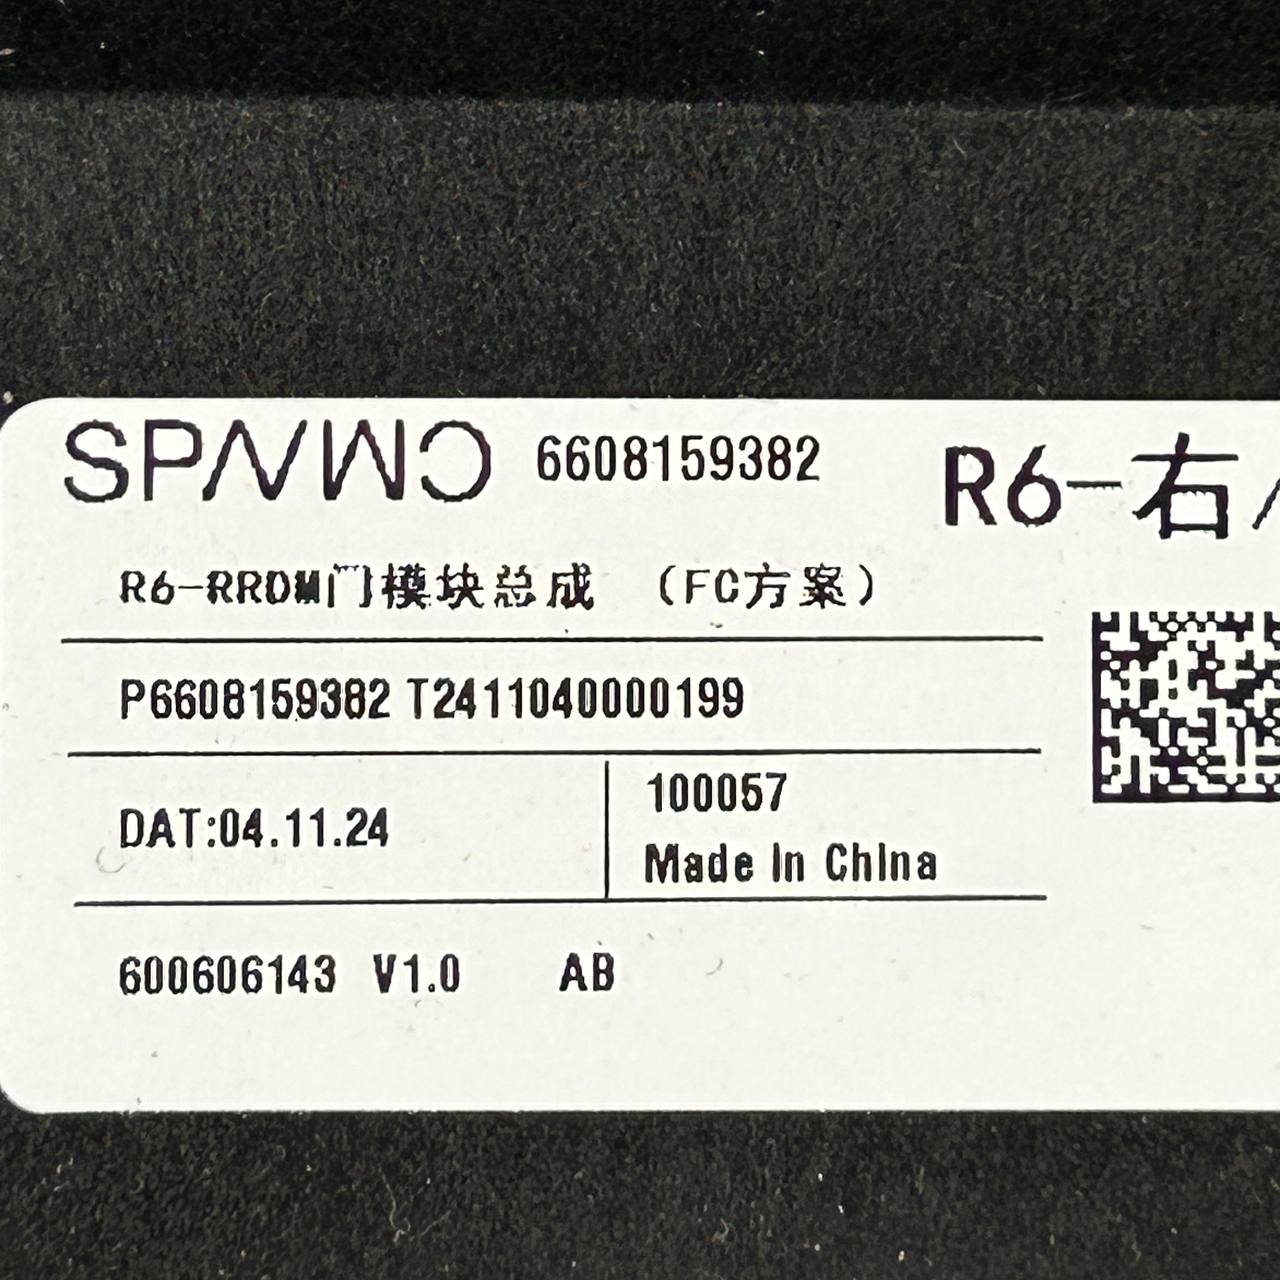 6608159382
R6-右/
R6-RRDM门模块总成 （FC方案）
P6608159382 T2411040000199
DAT:04.11.24
100057
Made In China
600606143 V1.0 AB